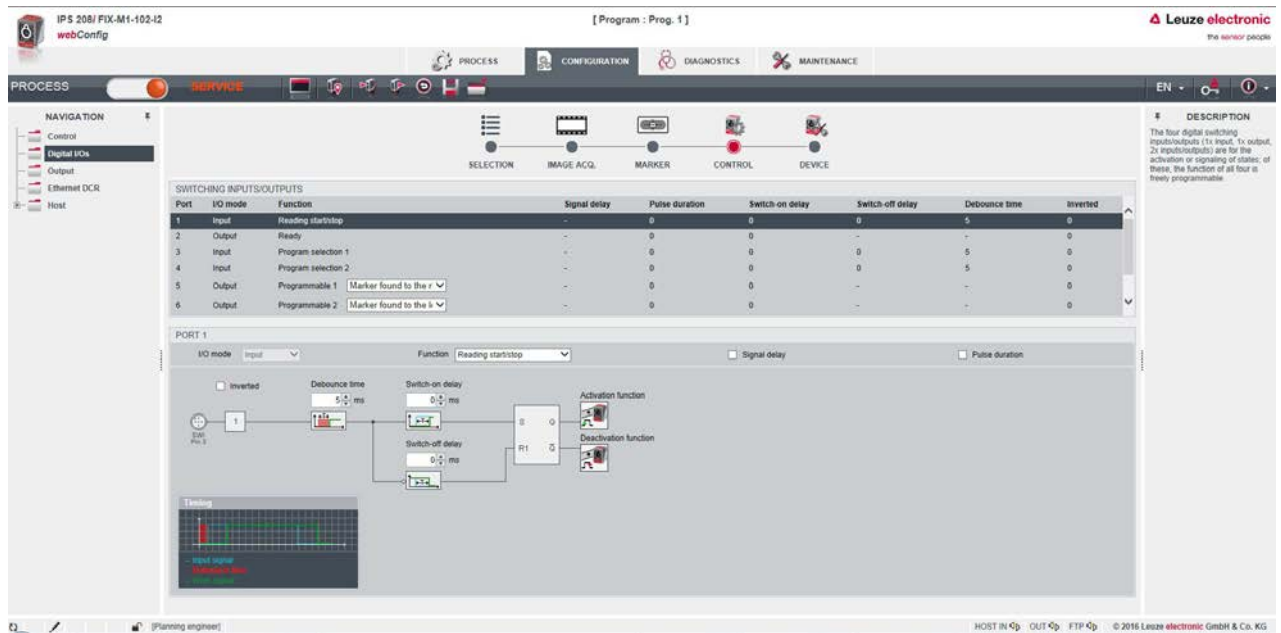 IPS 208i FIX-M1-102-I2
webConfig
[ Program : Prog. 1 ]
Leuze electronic
the sensor people
PROCESS
CONFIGURATION
DIAGNOSTICS
MAINTENANCE
PROCESS
SERVICE
EN
NAVIGATION
Control
Digital I/Os
Output
Ethernet DCR
Host
SELECTION
IMAGE ACQ.
MARKER
CONTROL
DEVICE
DESCRIPTION
The four digital switching
inputs/outputs (1x input, 1x output,
2x inputs/outputs) are for the
activation or signaling of states; of
these, the function of all four is
freely programmable.
SWITCHING INPUTS/OUTPUTS
Port I/O mode Function Signal delay Pulse duration Switch-on delay Switch-off delay Debounce time Inverted
1 Input Reading start/stop - 0 0 0 5 0
2 Output Ready - 0 0 - - 0
3 Input Program selection 1 - 0 0 0 5 0
4 Input Program selection 2 - 0 0 0 5 0
5 Output Programmable 1 Marker found to the r - 0 0 - - 0
6 Output Programmable 2 Marker found to the l - 0 0 - - 0
PORT 1
I/O mode Input Function Reading start/stop Signal delay Pulse duration
Inverted
Debounce time
5 ms
Switch-on delay
0 ms
Activation function
1
SWI
Pin 2
S Q
Switch-off delay
0 ms
R1 Q̅
Deactivation function
Timing
Input signal
[Planning engineer]
HOST IN OUT FTP
© 2016 Leuze electronic GmbH & Co. KG